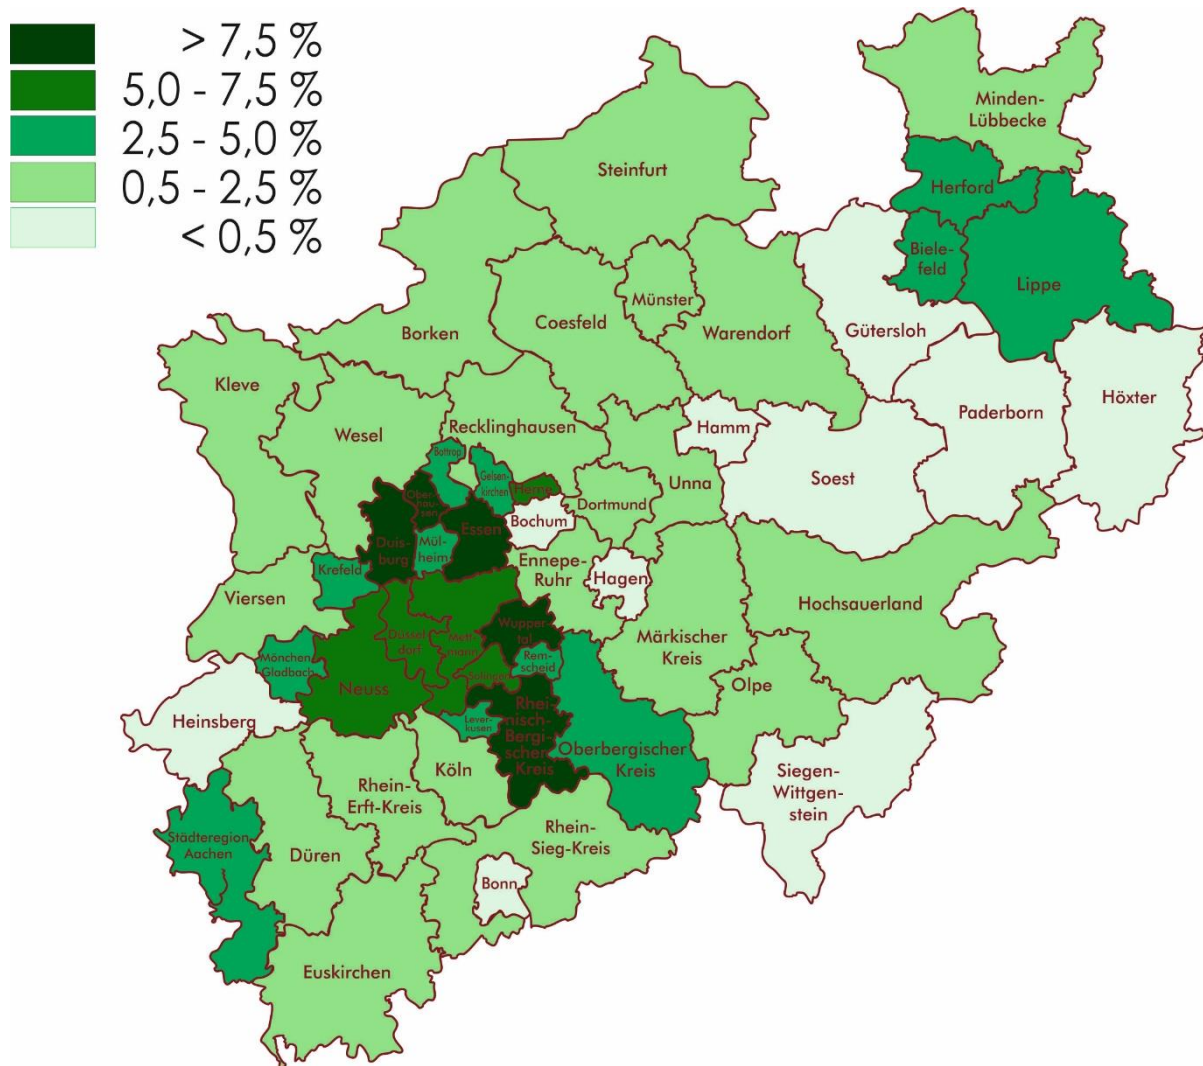 > 7,5 %
5,0 - 7,5 %
2,5 - 5,0 %
0,5 - 2,5 %
< 0,5 %
Minden-
Lübbecke
Steinfurt
Herford
Biele-
feld
Lippe
Münster
Borken
Coesfeld
Warendorf
Gütersloh
Kleve
Höxter
Paderborn
Wesel
Recklinghausen
Hamm
Soest
Bottrop
Gelsen-
kirchen
Herne
Unna
Ober-
hau-
sen
Dortmund
Bochum
Essen
Duis-
burg
Mül-
heim
Ennepe-
Ruhr
Hagen
Krefeld
Viersen
Hochsauerland
Märkischer
Kreis
Wupper-
tal
Düssel
dorf
Mett
mann
Rem-
scheid
Mönchen-
Gladbach
Solingen
Neuss
Olpe
Heinsberg
Lever-
kusen
Rhei-
nisch-
Bergi-
scher
Kreis
Oberbergischer
Kreis
Köln
Rhein-
Erft-Kreis
Siegen-
Wittgen-
stein
Städteregion
Aachen
Düren
Rhein-
Sieg-Kreis
Bonn
Euskirchen